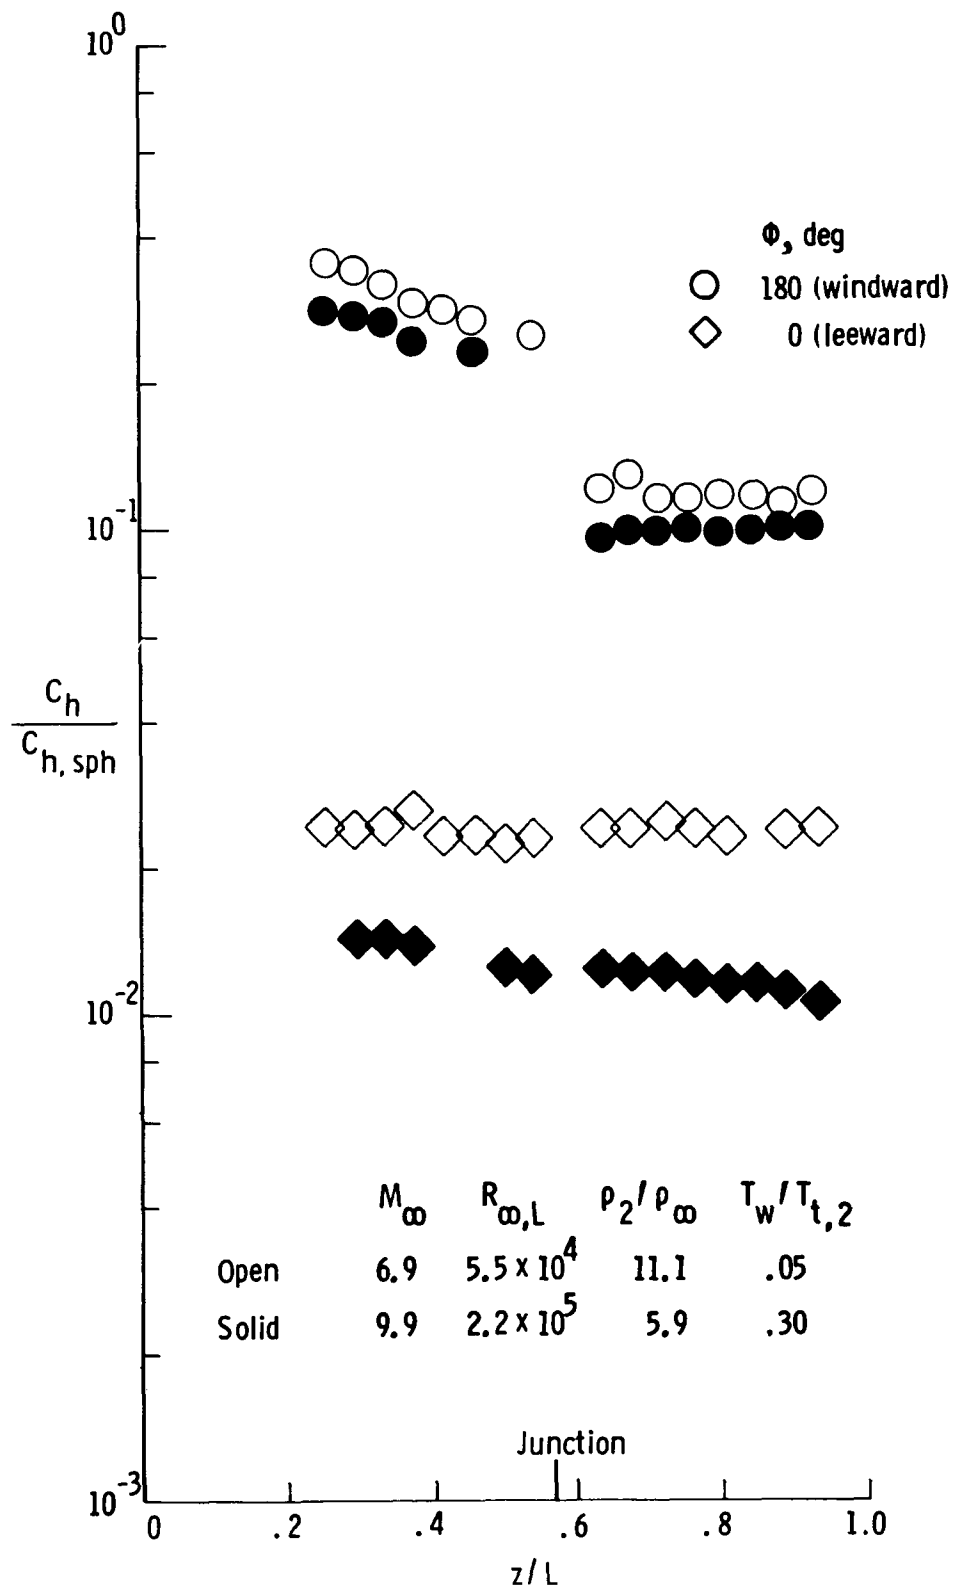 10^0
Φ, deg
○ 180 (windward)
◇ 0 (leeward)
10^-1
C_h
C_h, sph
10^-2
M_∞ R_∞,L ρ_2/ρ_∞ T_w/T_t,2
Open 6.9 5.5 x 10^4 11.1 .05
Solid 9.9 2.2 x 10^5 5.9 .30
Junction
10^-3
0 .2 .4 .6 .8 1.0
z/L